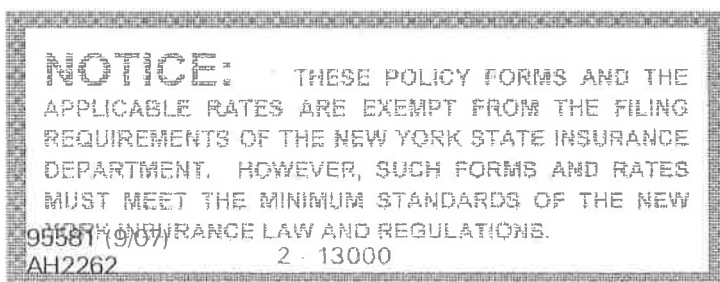 NOTICE: THESE POLICY FORMS AND THE
APPLICABLE RATES ARE EXEMPT FROM THE FILING
REQUIREMENTS OF THE NEW YORK STATE INSURANCE
DEPARTMENT. HOWEVER, SUCH FORMS AND RATES
MUST MEET THE MINIMUM STANDARDS OF THE NEW
YORK INSURANCE LAW AND REGULATIONS.
95581 (9/07)
2 - 13000
AH2262